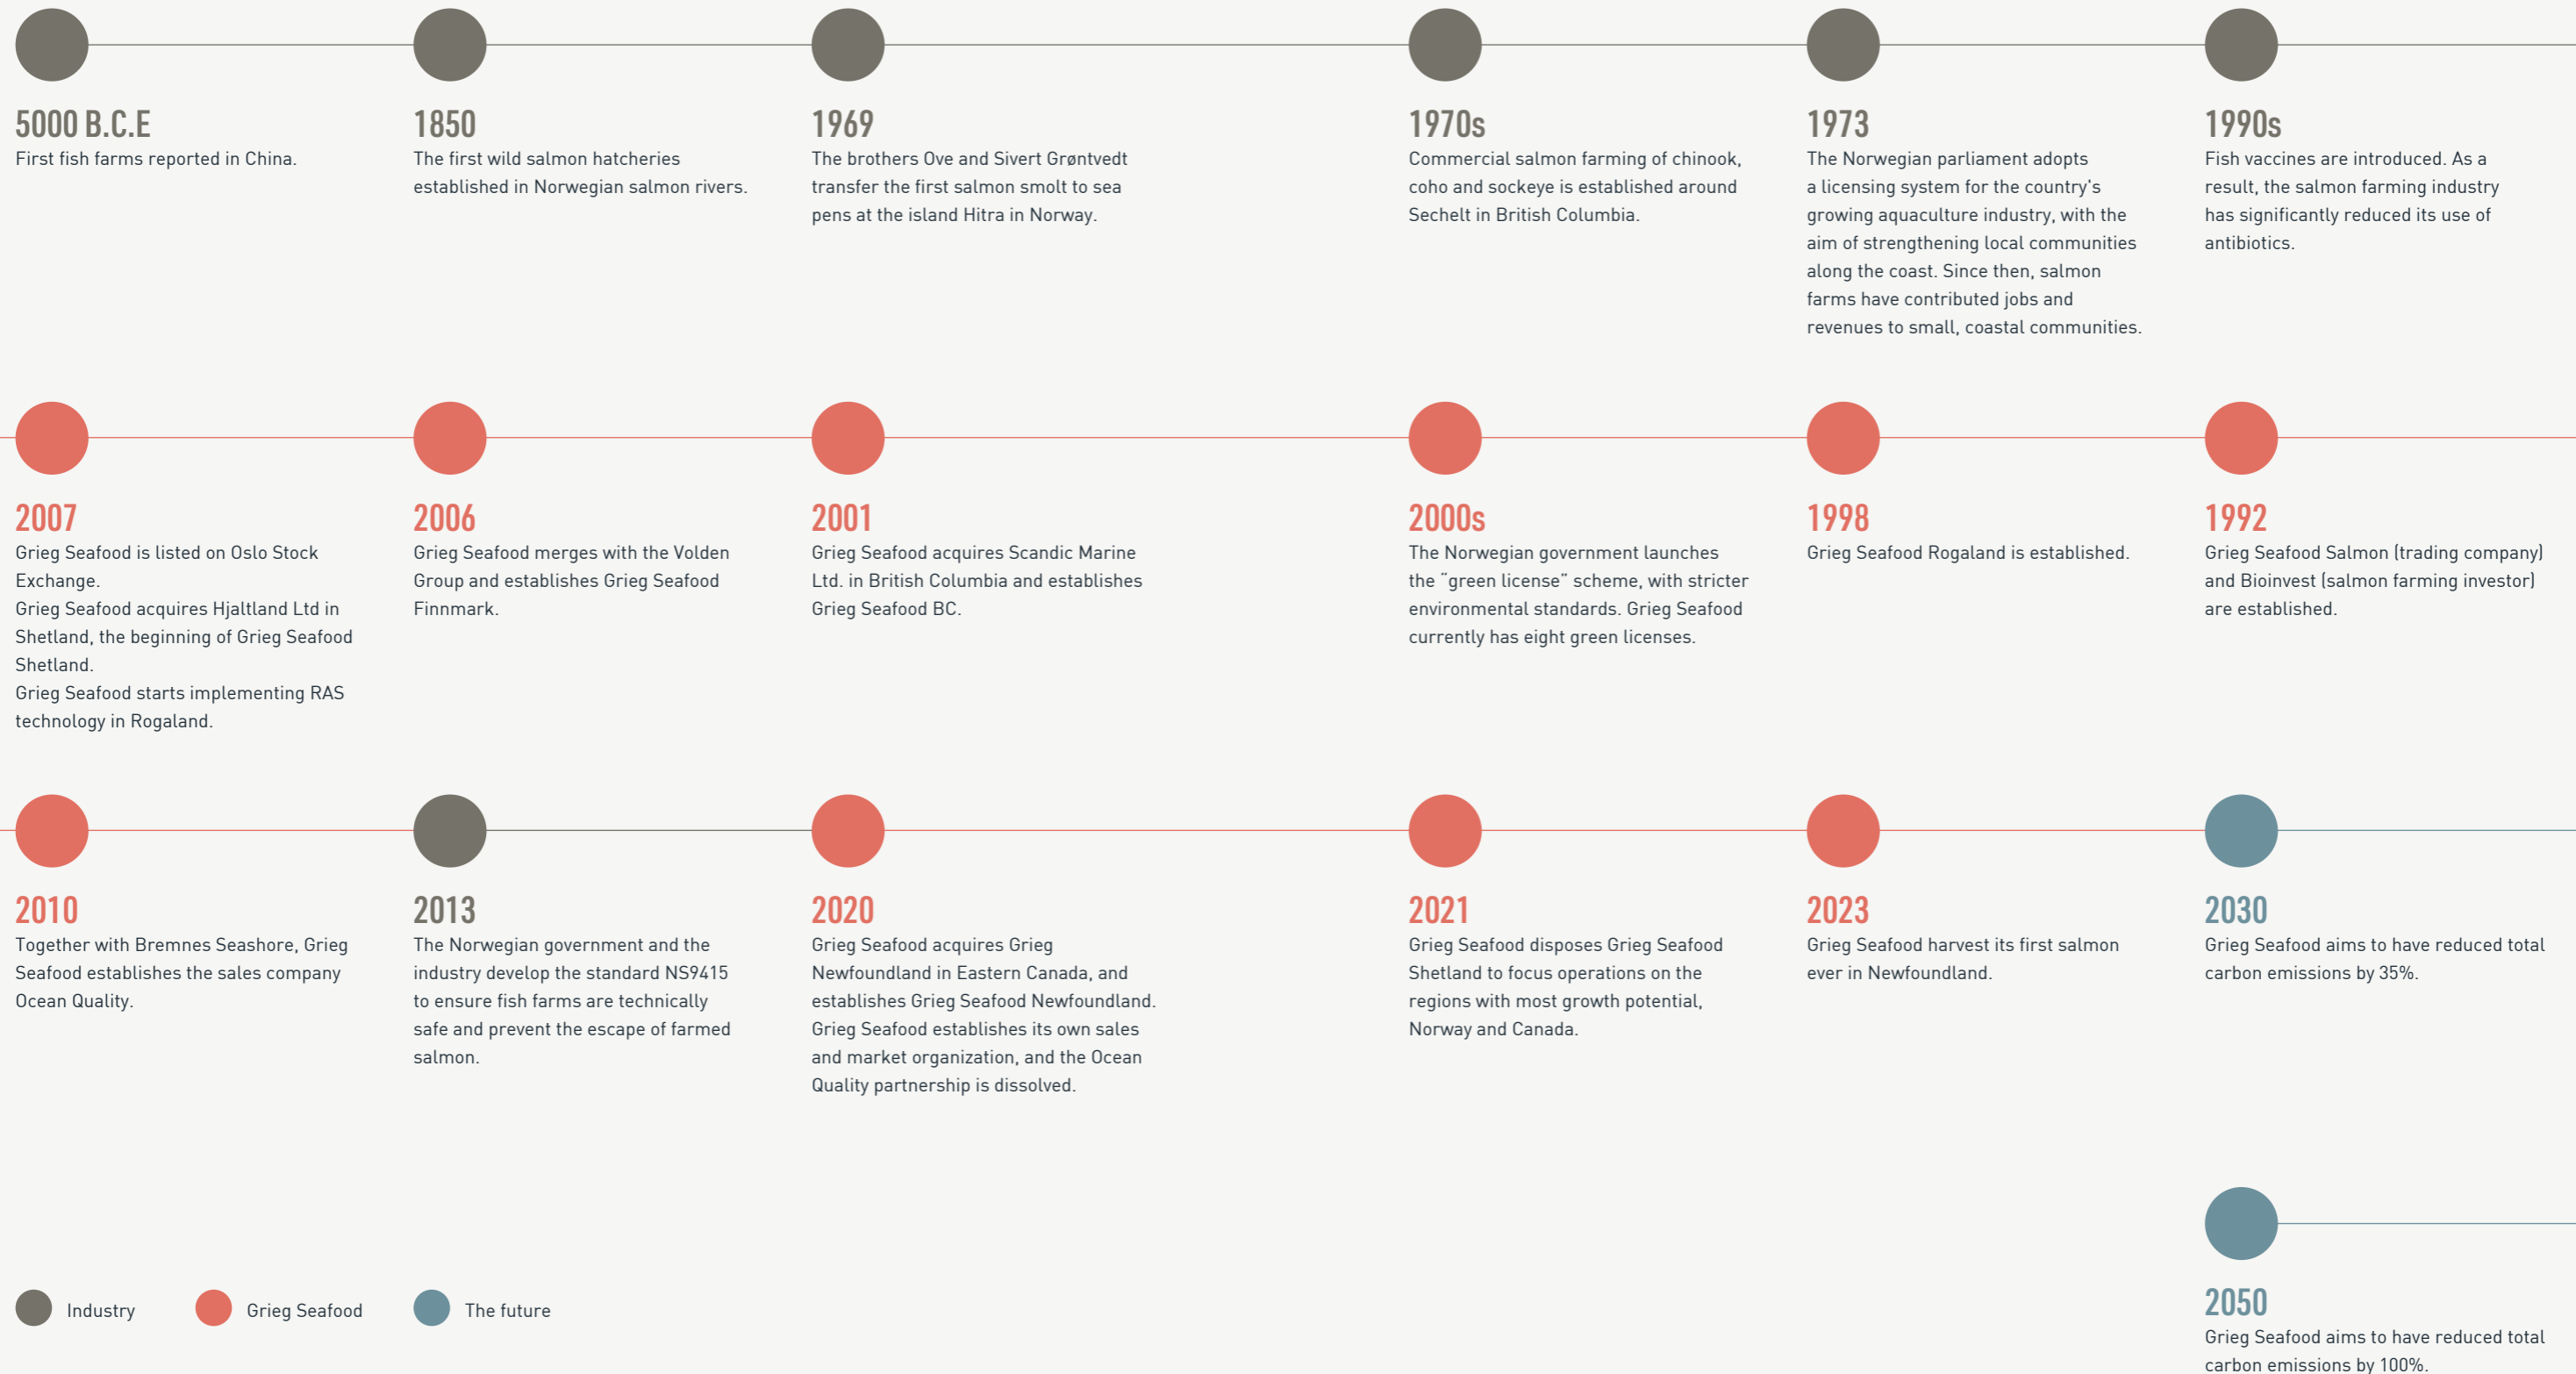 5000 B.C.E
First fish farms reported in China.
1850
The first wild salmon hatcheries
established in Norwegian salmon rivers.
1969
The brothers Ove and Sivert Grøntvedt
transfer the first salmon smolt to sea
pens at the island Hitra in Norway.
1970s
Commercial salmon farming of chinook,
coho and sockeye is established around
Sechelt in British Columbia.
1973
The Norwegian parliament adopts
a licensing system for the country's
growing aquaculture industry, with the
aim of strengthening local communities
along the coast. Since then, salmon
farms have contributed jobs and
revenues to small, coastal communities.
1990s
Fish vaccines are introduced. As a
result, the salmon farming industry
has significantly reduced its use of
antibiotics.
2007
Grieg Seafood is listed on Oslo Stock
Exchange.
Grieg Seafood acquires Hjaltland Ltd in
Shetland, the beginning of Grieg Seafood
Shetland.
Grieg Seafood starts implementing RAS
technology in Rogaland.
2006
Grieg Seafood merges with the Volden
Group and establishes Grieg Seafood
Finnmark.
2001
Grieg Seafood acquires Scandic Marine
Ltd. in British Columbia and establishes
Grieg Seafood BC.
2000s
The Norwegian government launches
the “green license” scheme, with stricter
environmental standards. Grieg Seafood
currently has eight green licenses.
1998
Grieg Seafood Rogaland is established.
1992
Grieg Seafood Salmon (trading company)
and Bioinvest (salmon farming investor)
are established.
2010
Together with Bremnes Seashore, Grieg
Seafood establishes the sales company
Ocean Quality.
2013
The Norwegian government and the
industry develop the standard NS9415
to ensure fish farms are technically
safe and prevent the escape of farmed
salmon.
2020
Grieg Seafood acquires Grieg
Newfoundland in Eastern Canada, and
establishes Grieg Seafood Newfoundland.
Grieg Seafood establishes its own sales
and market organization, and the Ocean
Quality partnership is dissolved.
2021
Grieg Seafood disposes Grieg Seafood
Shetland to focus operations on the
regions with most growth potential,
Norway and Canada.
2023
Grieg Seafood harvest its first salmon
ever in Newfoundland.
2030
Grieg Seafood aims to have reduced total
carbon emissions by 35%.
2050
Grieg Seafood aims to have reduced total
carbon emissions by 100%.
Industry
Grieg Seafood
The future